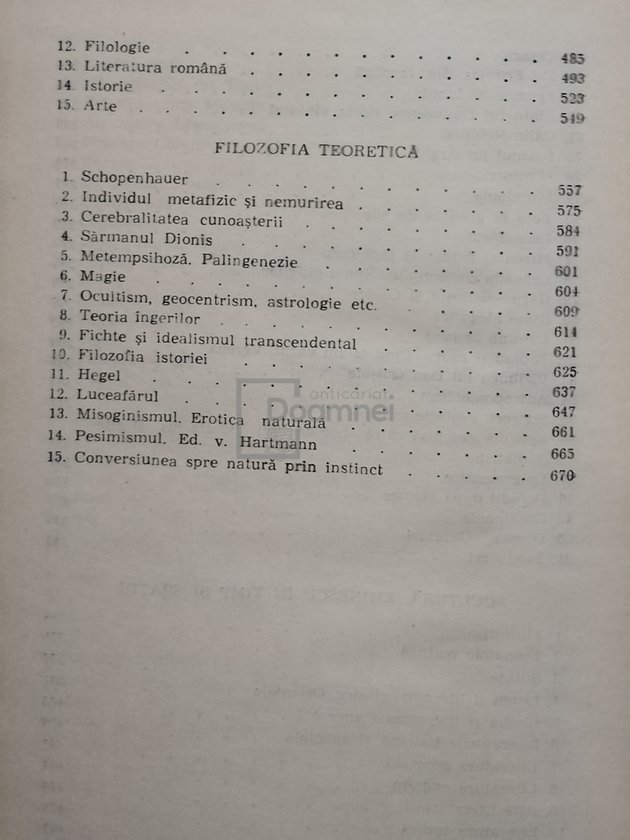 12. Filologie . . . . . . . . . . . . 485
13. Literatura română . . . . . . . . . . 493
14. Istorie . . . . . . . . . . . . . 523
15. Arte . . . . . . . . . . . . . . 549
FILOZOFIA TEORETICĂ
1. Schopenhauer . . . . . . . . . . . 557
2. Individul metafizic și nemurirea . . . . . . 575
3. Cerebralitatea cunoașterii . . . . . . . . 584
4. Sărmanul Dionis . . . . . . . . . . 591
5. Metempsihoză. Palingenezie . . . . . . . 601
6. Magie . . . . . . . . . . . . . 604
7. Ocultism, geocentrism, astrologie etc. . . . . . 609
8. Teoria îngerilor . . . . . . . . . . 614
9. Fichte și idealismul transcendental . . . . . . 621
10. Filozofia istoriei . . . . . . . . . . 625
11. Hegel . . . . . . . . . . . . . 637
12. Luceafărul . . . . . . . . . . . . 647
13. Misoginismul. Erotica naturală . . . . . . . 661
14. Pesimismul. Ed. v. Hartmann . . . . . . . 665
15. Conversiunea spre natură prin instinct . . . . . 670
anticariat
Doamnei